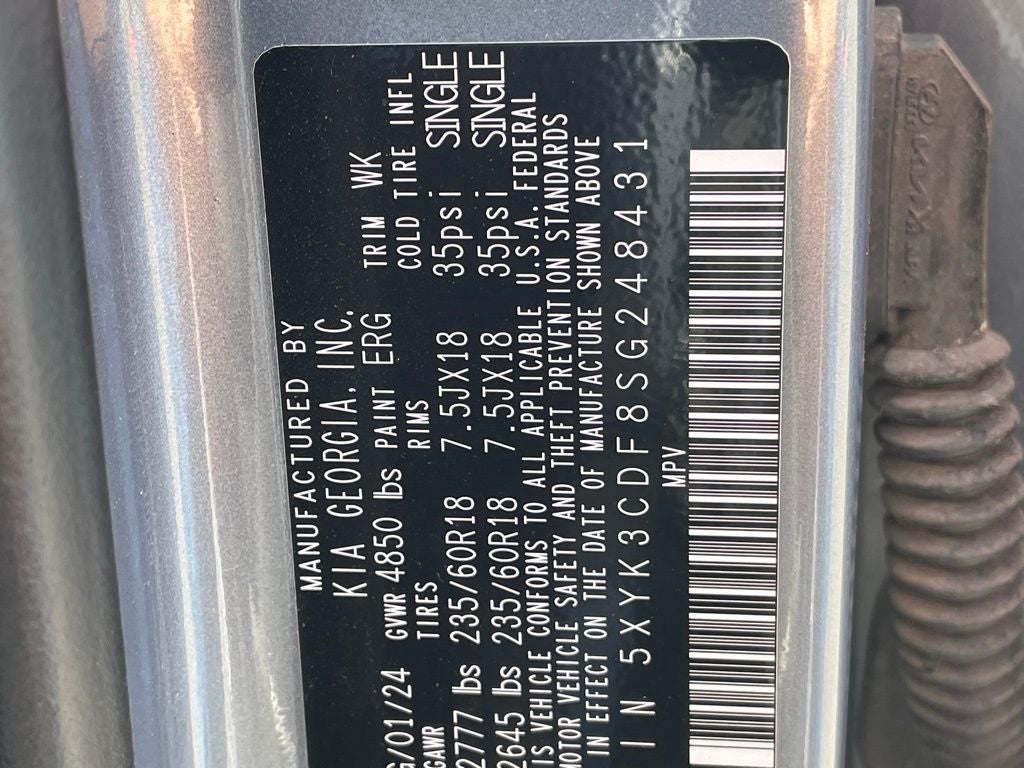 MANUFACTURED BY
KIA GEORGIA, INC.
/01/24 GVWR 4850 lbs PAINT ERG TRIM WK
GAWR TIRES RIMS COLD TIRE INFL
2777 lbs 235/60R18 7.5JX18 35psi SINGLE
2645 lbs 235/60R18 7.5JX18 35psi SINGLE
IS VEHICLE CONFORMS TO ALL APPLICABLE U.S.A. FEDERAL
MOTOR VEHICLE SAFETY AND THEFT PREVENTION STANDARDS
IN EFFECT ON THE DATE OF MANUFACTURE SHOWN ABOVE
IN 5XYK3CDF8SG248431
MPV